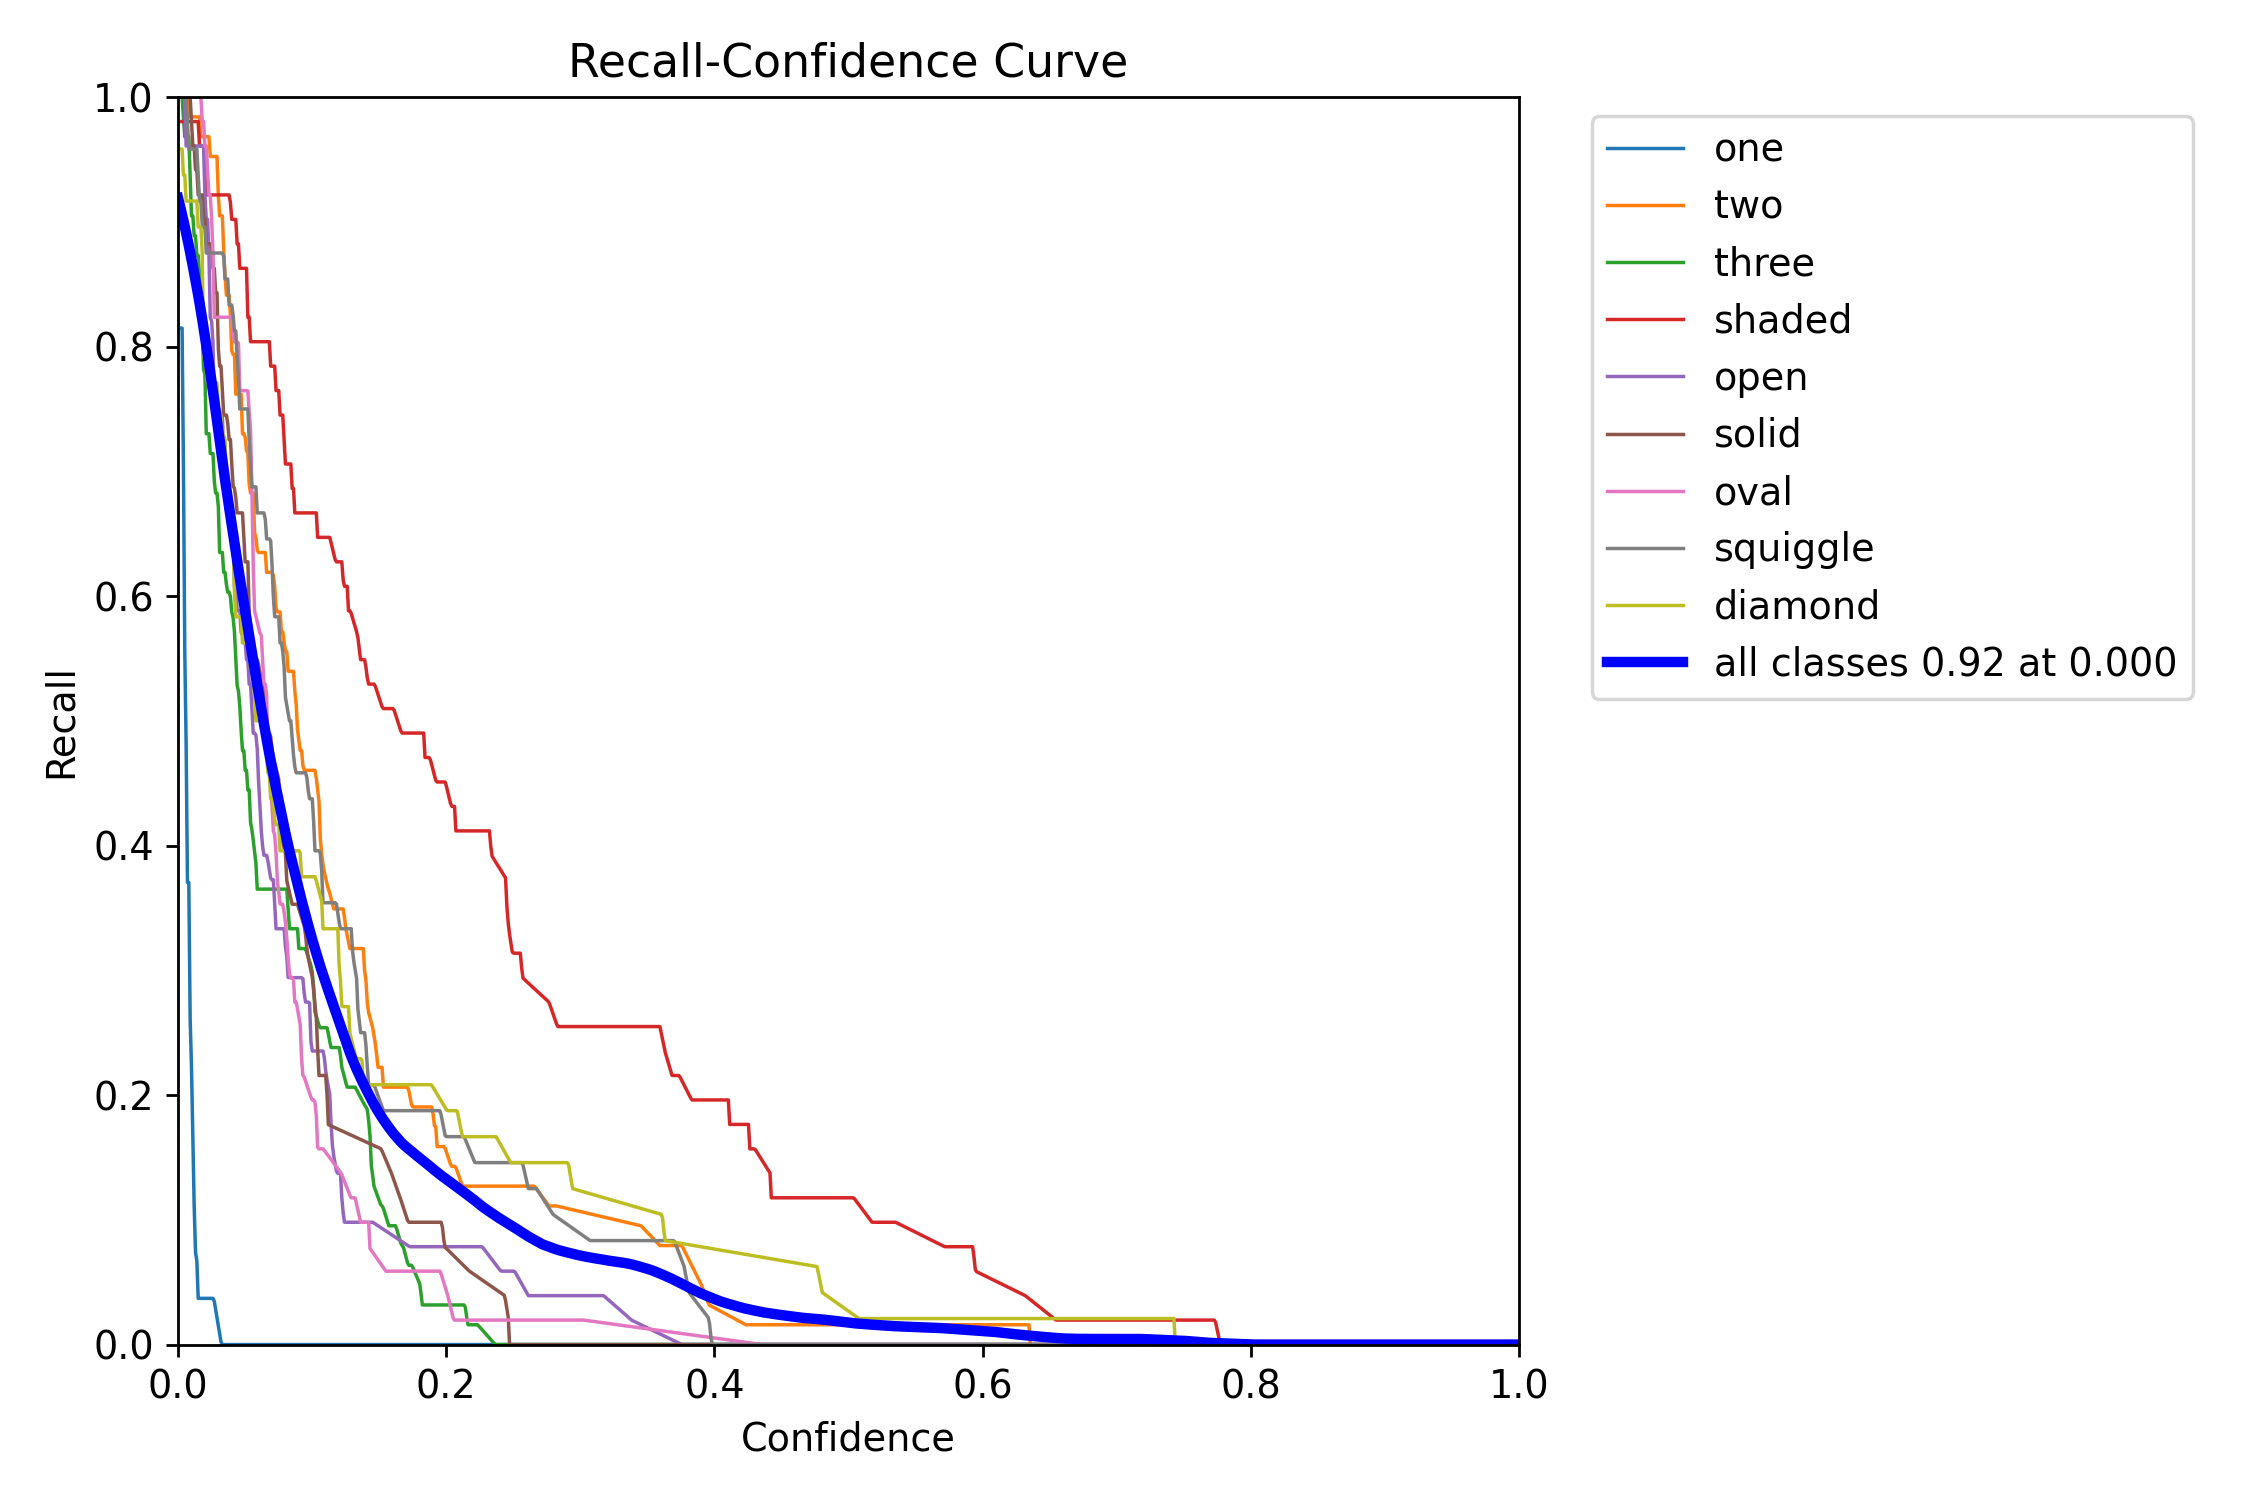 Recall-Confidence Curve
1.0
0.8
0.6
0.4
0.2
0.0
Recall
0.0 0.2 0.4 0.6 0.8 1.0
Confidence
one
two
three
shaded
open
solid
oval
squiggle
diamond
all classes 0.92 at 0.000